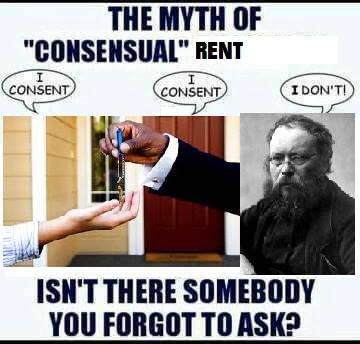 THE MYTH OF
"CONSENSUAL" RENT
I
CONSENT
I
CONSENT
I DON'T!
ISN'T THERE SOMEBODY
YOU FORGOT TO ASK?